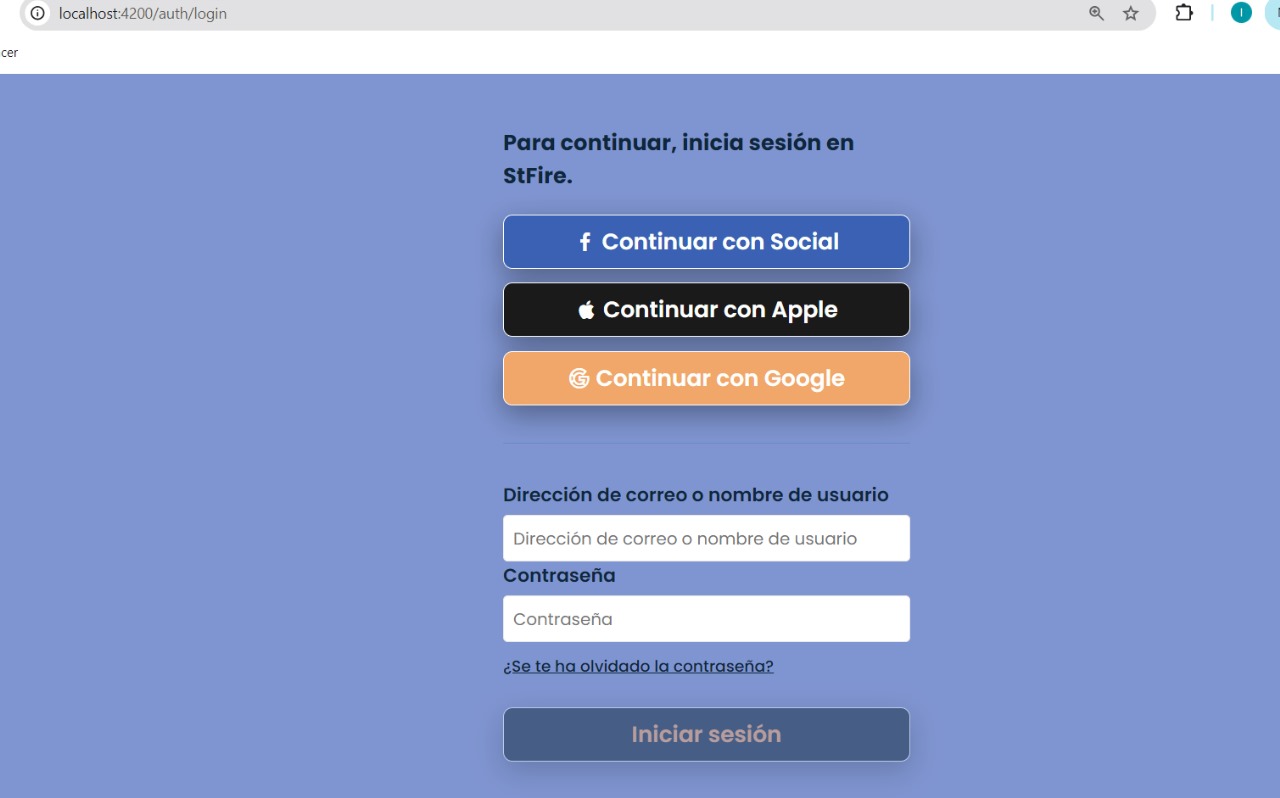 localhost:4200/auth/login
cer
Para continuar, inicia sesión en
StFire.
Continuar con Social
Continuar con Apple
Continuar con Google
Dirección de correo o nombre de usuario
Dirección de correo o nombre de usuario
Contraseña
Contraseña
¿Se te ha olvidado la contraseña?
Iniciar sesión